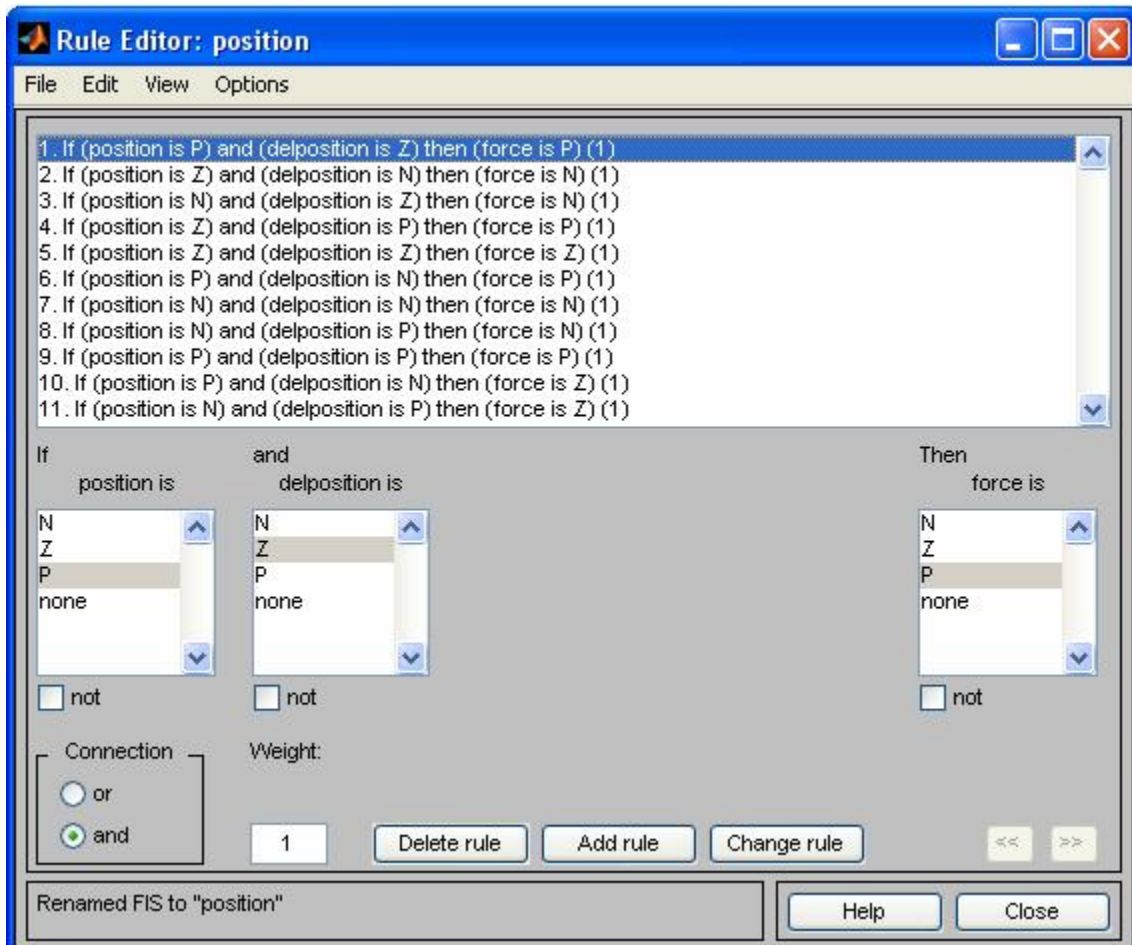 Rule Editor: position
File Edit View Options
1. If (position is P) and (delposition is Z) then (force is P) (1)
2. If (position is Z) and (delposition is N) then (force is N) (1)
3. If (position is N) and (delposition is Z) then (force is N) (1)
4. If (position is Z) and (delposition is P) then (force is P) (1)
5. If (position is Z) and (delposition is Z) then (force is Z) (1)
6. If (position is P) and (delposition is N) then (force is P) (1)
7. If (position is N) and (delposition is N) then (force is N) (1)
8. If (position is N) and (delposition is P) then (force is N) (1)
9. If (position is P) and (delposition is P) then (force is P) (1)
10. If (position is P) and (delposition is N) then (force is Z) (1)
11. If (position is N) and (delposition is P) then (force is Z) (1)
If and Then
position is delposition is force is
N N N
Z Z Z
P P P
none none none
not not not
Connection Weight:
or
and 1 Delete rule Add rule Change rule << >>
Renamed FIS to "position" Help Close